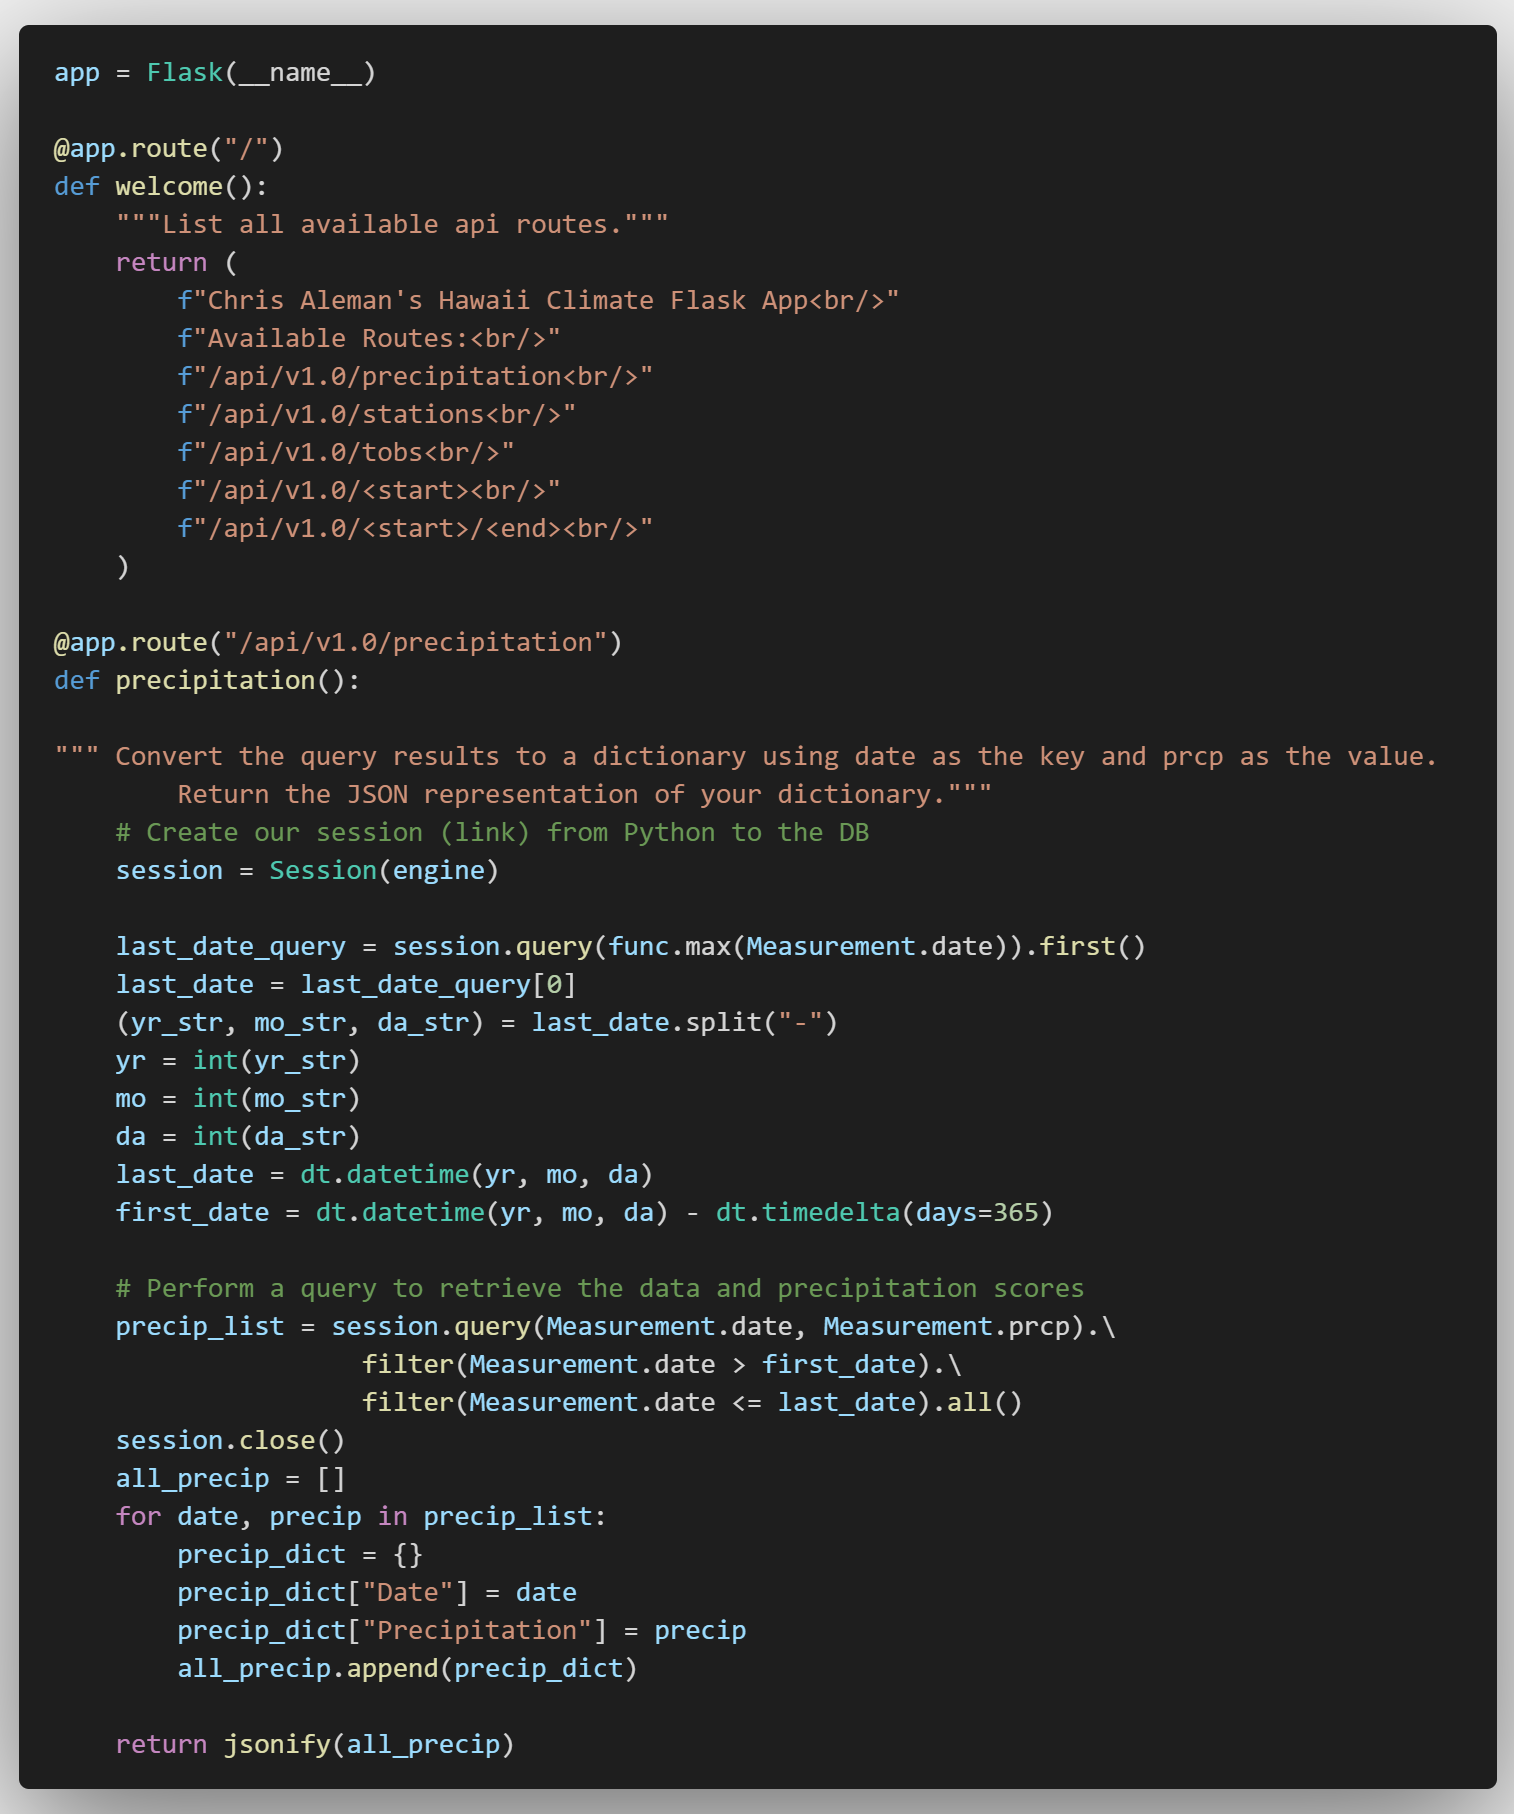 app = Flask(__name__)

@app.route("/")
def welcome():
    """List all available api routes."""
    return (
        f"Chris Aleman's Hawaii Climate Flask App<br/>"
        f"Available Routes:<br/>"
        f"/api/v1.0/precipitation<br/>"
        f"/api/v1.0/stations<br/>"
        f"/api/v1.0/tobs<br/>"
        f"/api/v1.0/<start><br/>"
        f"/api/v1.0/<start>/<end><br/>"
    )

@app.route("/api/v1.0/precipitation")
def precipitation():

""" Convert the query results to a dictionary using date as the key and prcp as the value.
        Return the JSON representation of your dictionary."""
    # Create our session (link) from Python to the DB
    session = Session(engine)

    last_date_query = session.query(func.max(Measurement.date)).first()
    last_date = last_date_query[0]
    (yr_str, mo_str, da_str) = last_date.split("-")
    yr = int(yr_str)
    mo = int(mo_str)
    da = int(da_str)
    last_date = dt.datetime(yr, mo, da)
    first_date = dt.datetime(yr, mo, da) - dt.timedelta(days=365)

    # Perform a query to retrieve the data and precipitation scores
    precip_list = session.query(Measurement.date, Measurement.prcp).\
                    filter(Measurement.date > first_date).\
                    filter(Measurement.date <= last_date).all()
    session.close()
    all_precip = []
    for date, precip in precip_list:
        precip_dict = {}
        precip_dict["Date"] = date
        precip_dict["Precipitation"] = precip
        all_precip.append(precip_dict)

    return jsonify(all_precip)